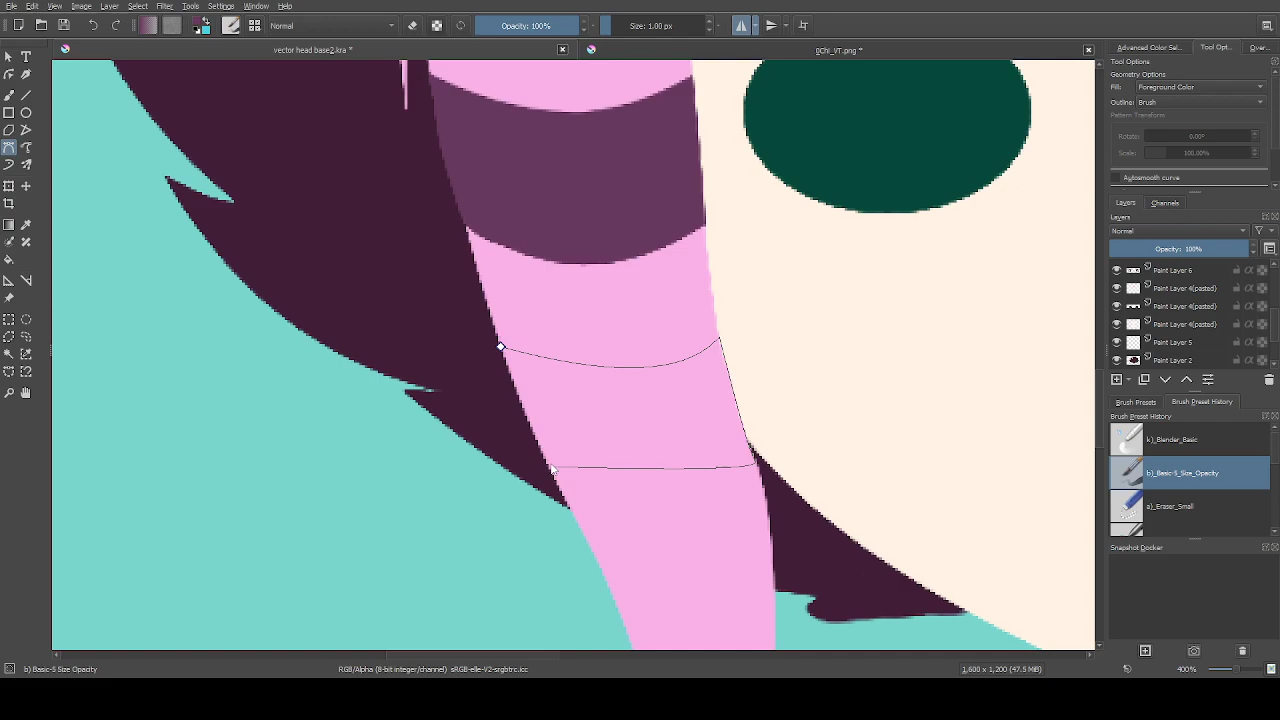 File Edit View Image Layer Select Filter Tools Settings Window Help
Normal Opacity: 100% Size: 1.00 px
vector head base2.kra * 0Chi_VT.png *
Advanced Color Sel... Tool Opt... Over...
Tool Options
Geometry Options
Fill: Foreground Color
Outline: Brush
Pattern Transform
Rotate: 0.00°
Scale: 100.00%
Autosmooth curve
Layers Channels
Layers
Normal
Opacity: 100%
Paint Layer 6
Paint Layer 4(pasted)
Paint Layer 4(pasted)
Paint Layer 4(pasted)
Paint Layer 5
Paint Layer 2
Brush Presets Brush Preset History
Brush Preset History
k)_Blender_Basic
b)_Basic-5_Size_Opacity
a)_Eraser_Small
Snapshot Docker
b) Basic-5 Size Opacity RGB/Alpha (8-bit integer/channel) sRGB-elle-V2-srgbtrc.icc 1,600 x 1,200 (47.5 MiB) 400%